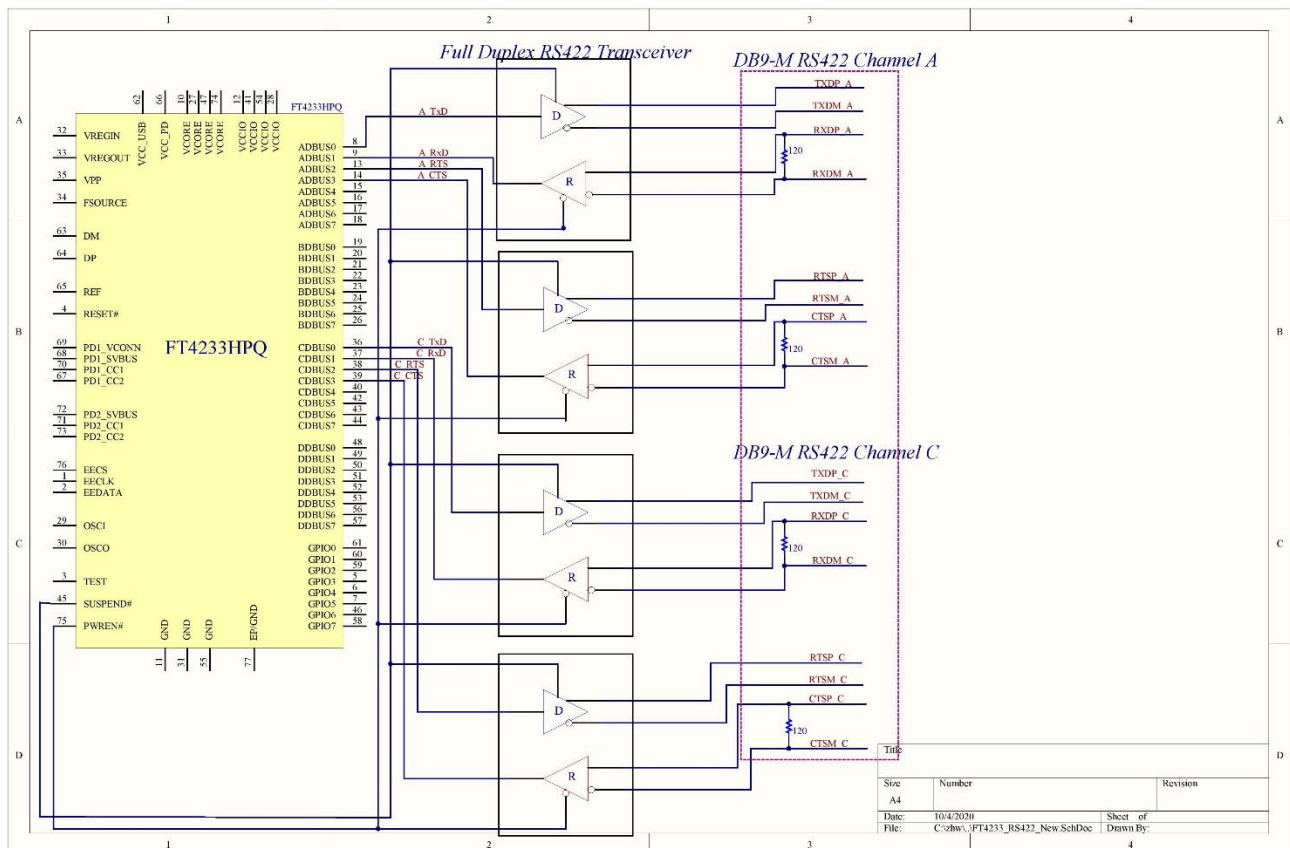 1 2 3 4
Full Duplex RS422 Transceiver
DB9-M RS422 Channel A
FT4233HPQ
62 66 10 27 47 74 12 41 54 28
VCC_USB VCC_PD VCORE VCORE VCORE VCORE VCCIO VCCIO VCCIO VCCIO
A A
32 VREGIN
33 VREGOUT
35 VPP
34 FSOURCE
63 DM
64 DP
65 REF
4 RESET#
69 PD1_VCONN
68 PD1_SVBUS
70 PD1_CC1
67 PD1_CC2
72 PD2_SVBUS
71 PD2_CC1
73 PD2_CC2
76 EECS
1 EECLK
2 EEDATA
29 OSCI
30 OSCO
3 TEST
45 SUSPEND#
75 PWREN#
FT4233HPQ
ADBUS0 8
ADBUS1 9
ADBUS2 13
ADBUS3 14
ADBUS4 15
ADBUS5 16
ADBUS6 17
ADBUS7 18
BDBUS0 19
BDBUS1 20
BDBUS2 21
BDBUS3 22
BDBUS4 23
BDBUS5 24
BDBUS6 25
BDBUS7 26
CDBUS0 36
CDBUS1 37
CDBUS2 38
CDBUS3 39
CDBUS4 40
CDBUS5 42
CDBUS6 43
CDBUS7 44
DDBUS0 48
DDBUS1 49
DDBUS2 50
DDBUS3 51
DDBUS4 52
DDBUS5 53
DDBUS6 56
DDBUS7 57
GPIO0 61
GPIO1 60
GPIO2 59
GPIO3 5
GPIO4 6
GPIO5 7
GPIO6 46
GPIO7 58
GND GND GND EP/GND
11 31 55 77
A_TxD
A_RxD
A_RTS
A_CTS
C_TxD
C_RxD
C_RTS
C_CTS
D
R
D
R
D
R
D
R
TXDP_A
TXDM_A
RXDP_A
120
RXDM_A
RTSP_A
RTSM_A
CTSP_A
120
CTSM_A
DB9-M RS422 Channel C
TXDP_C
TXDM_C
RXDP_C
120
RXDM_C
RTSP_C
RTSM_C
CTSP_C
120
CTSM_C
B B
C C
D D
Title
Size Number Revision
A4
Date: 10/4/2020 Sheet of
File: C:\zhw\..\FT4233_RS422_New.SchDoc Drawn By:
1 2 3 4